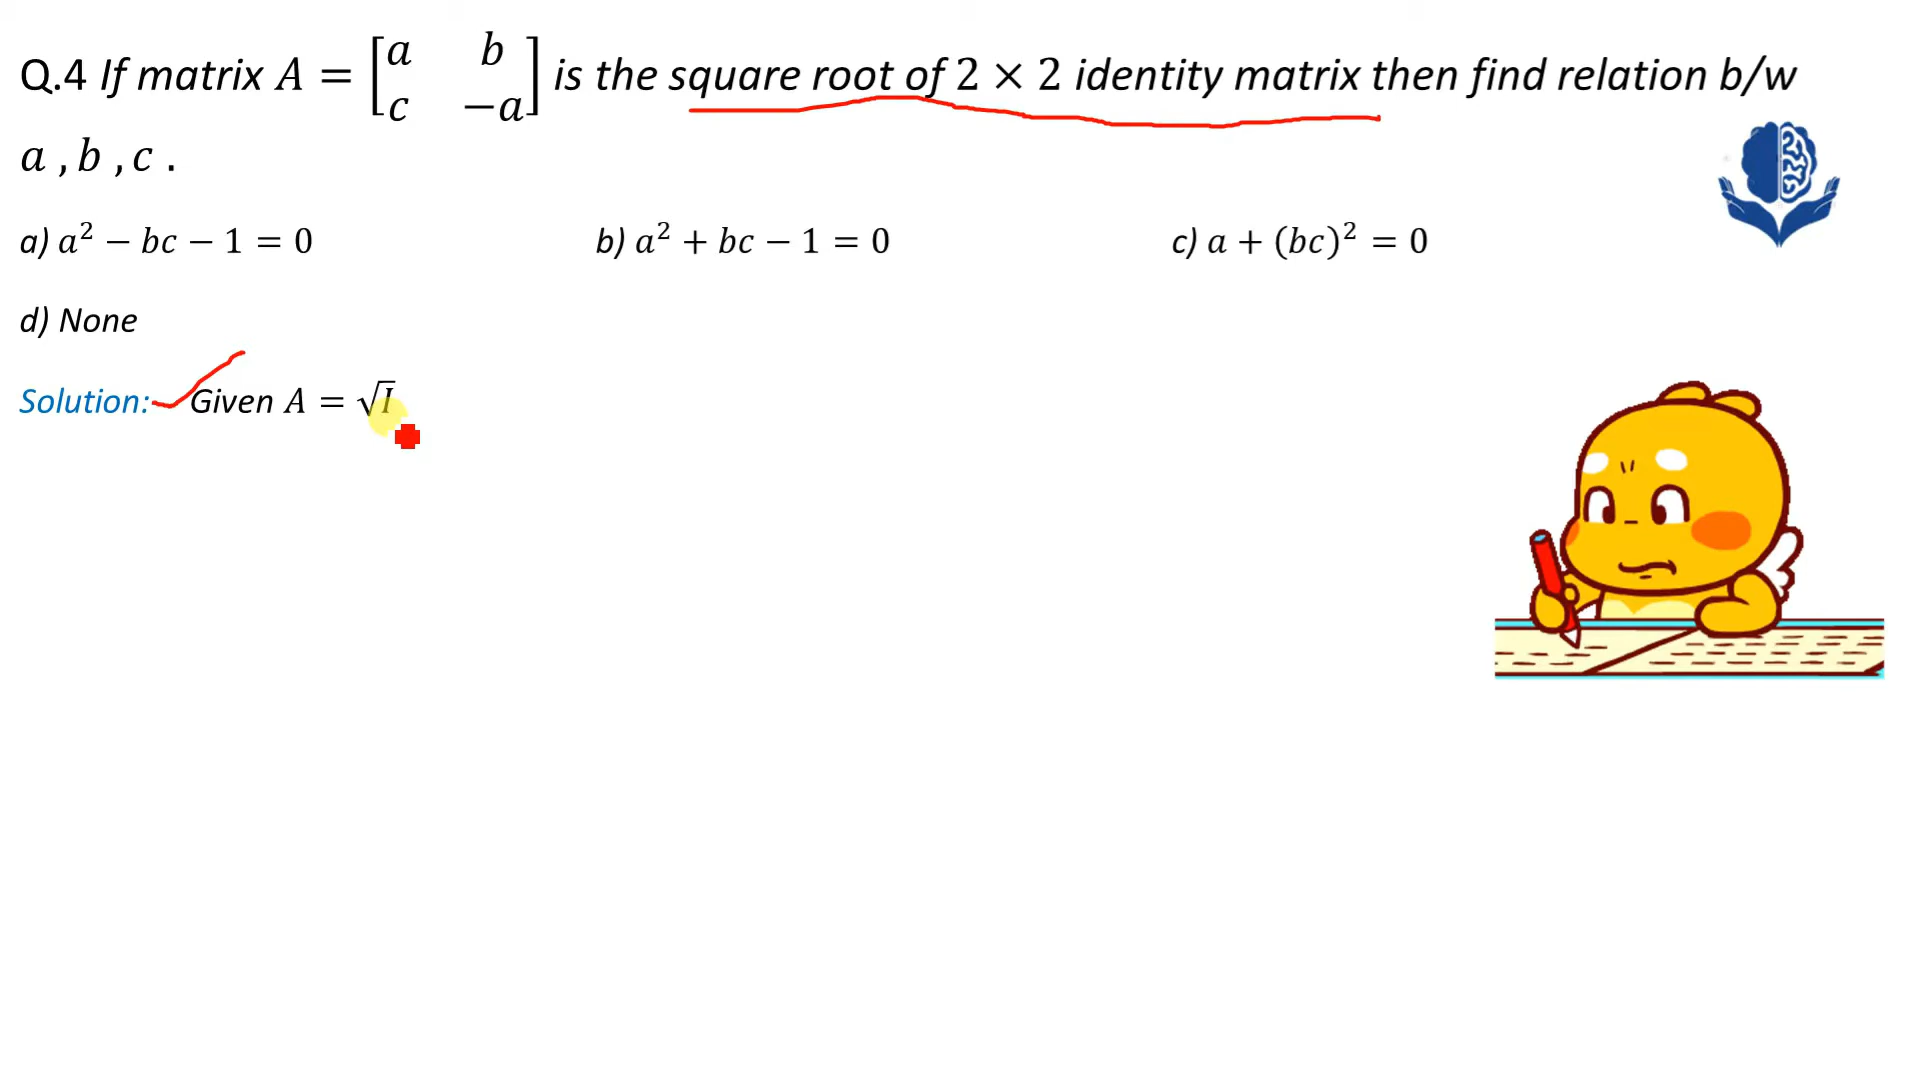 Q.4 If matrix A = [a b; c −a] is the square root of 2 × 2 identity matrix then find relation b/w
a , b , c .
a) a² − bc − 1 = 0 b) a² + bc − 1 = 0 c) a + (bc)² = 0
d) None
Solution: Given A = √I